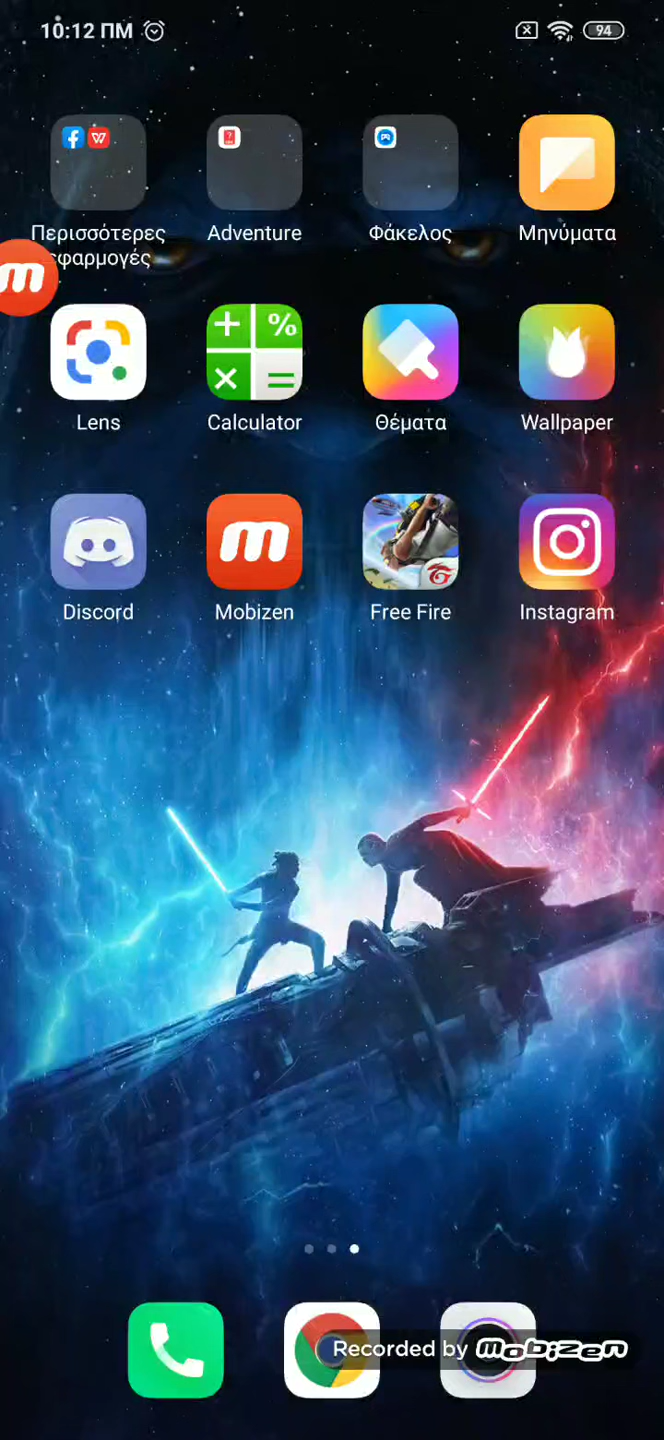 10:12 ΠΜ
94
Περισσότερες
εφαρμογές
Adventure
Φάκελος
Μηνύματα
m
Lens
Calculator
Θέματα
Wallpaper
Discord
Mobizen
Free Fire
Instagram
Recorded by mobizen